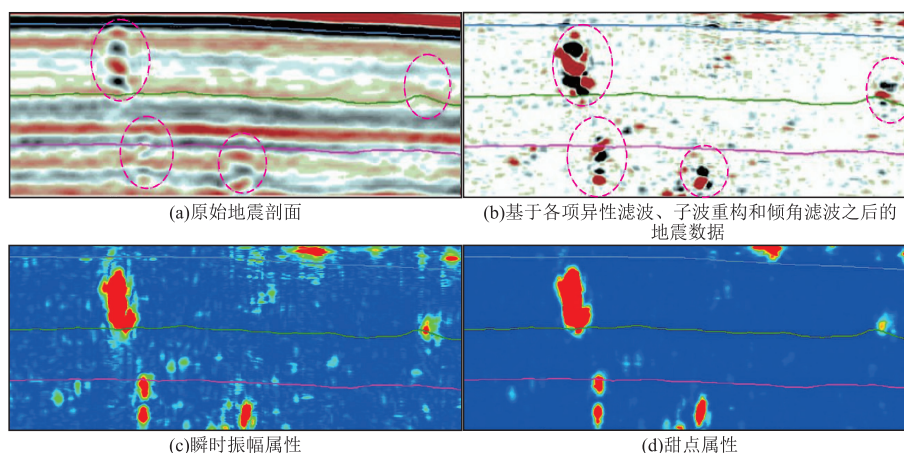 (a)原始地震剖面
(b)基于各项异性滤波、子波重构和倾角滤波之后的
地震数据
(c)瞬时振幅属性
(d)甜点属性